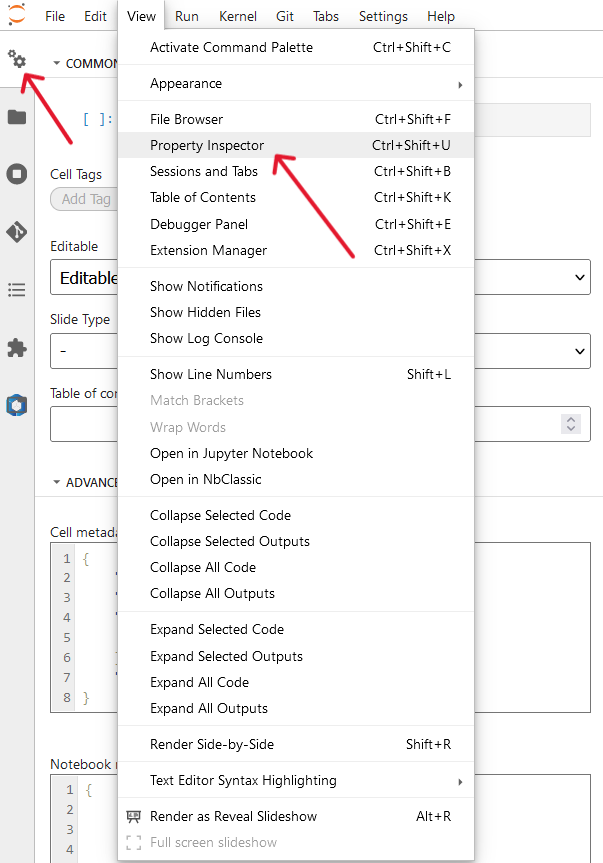 File Edit View Run Kernel Git Tabs Settings Help
Activate Command Palette Ctrl+Shift+C
COMMON
Appearance
[ ]:
File Browser Ctrl+Shift+F
Property Inspector Ctrl+Shift+U
Cell Tags
Sessions and Tabs Ctrl+Shift+B
Add Tag
Table of Contents Ctrl+Shift+K
Debugger Panel Ctrl+Shift+E
Editable
Extension Manager Ctrl+Shift+X
Editable
Show Notifications
Show Hidden Files
Slide Type
Show Log Console
-
Show Line Numbers Shift+L
Table of
Match Brackets
Wrap Words
Open in Jupyter Notebook
Open in NbClassic
Collapse Selected Code
Cell
Collapse Selected Outputs
1 {
Collapse All Code
2
Collapse All Outputs
3
4
Expand Selected Code
5
Expand Selected Outputs
6
Expand All Code
7
8 }
Expand All Outputs
Render Side-by-Side Shift+R
Notebook
Text Editor Syntax Highlighting
1 {
2
Render as Reveal Slideshow Alt+R
3
Full screen slideshow
4